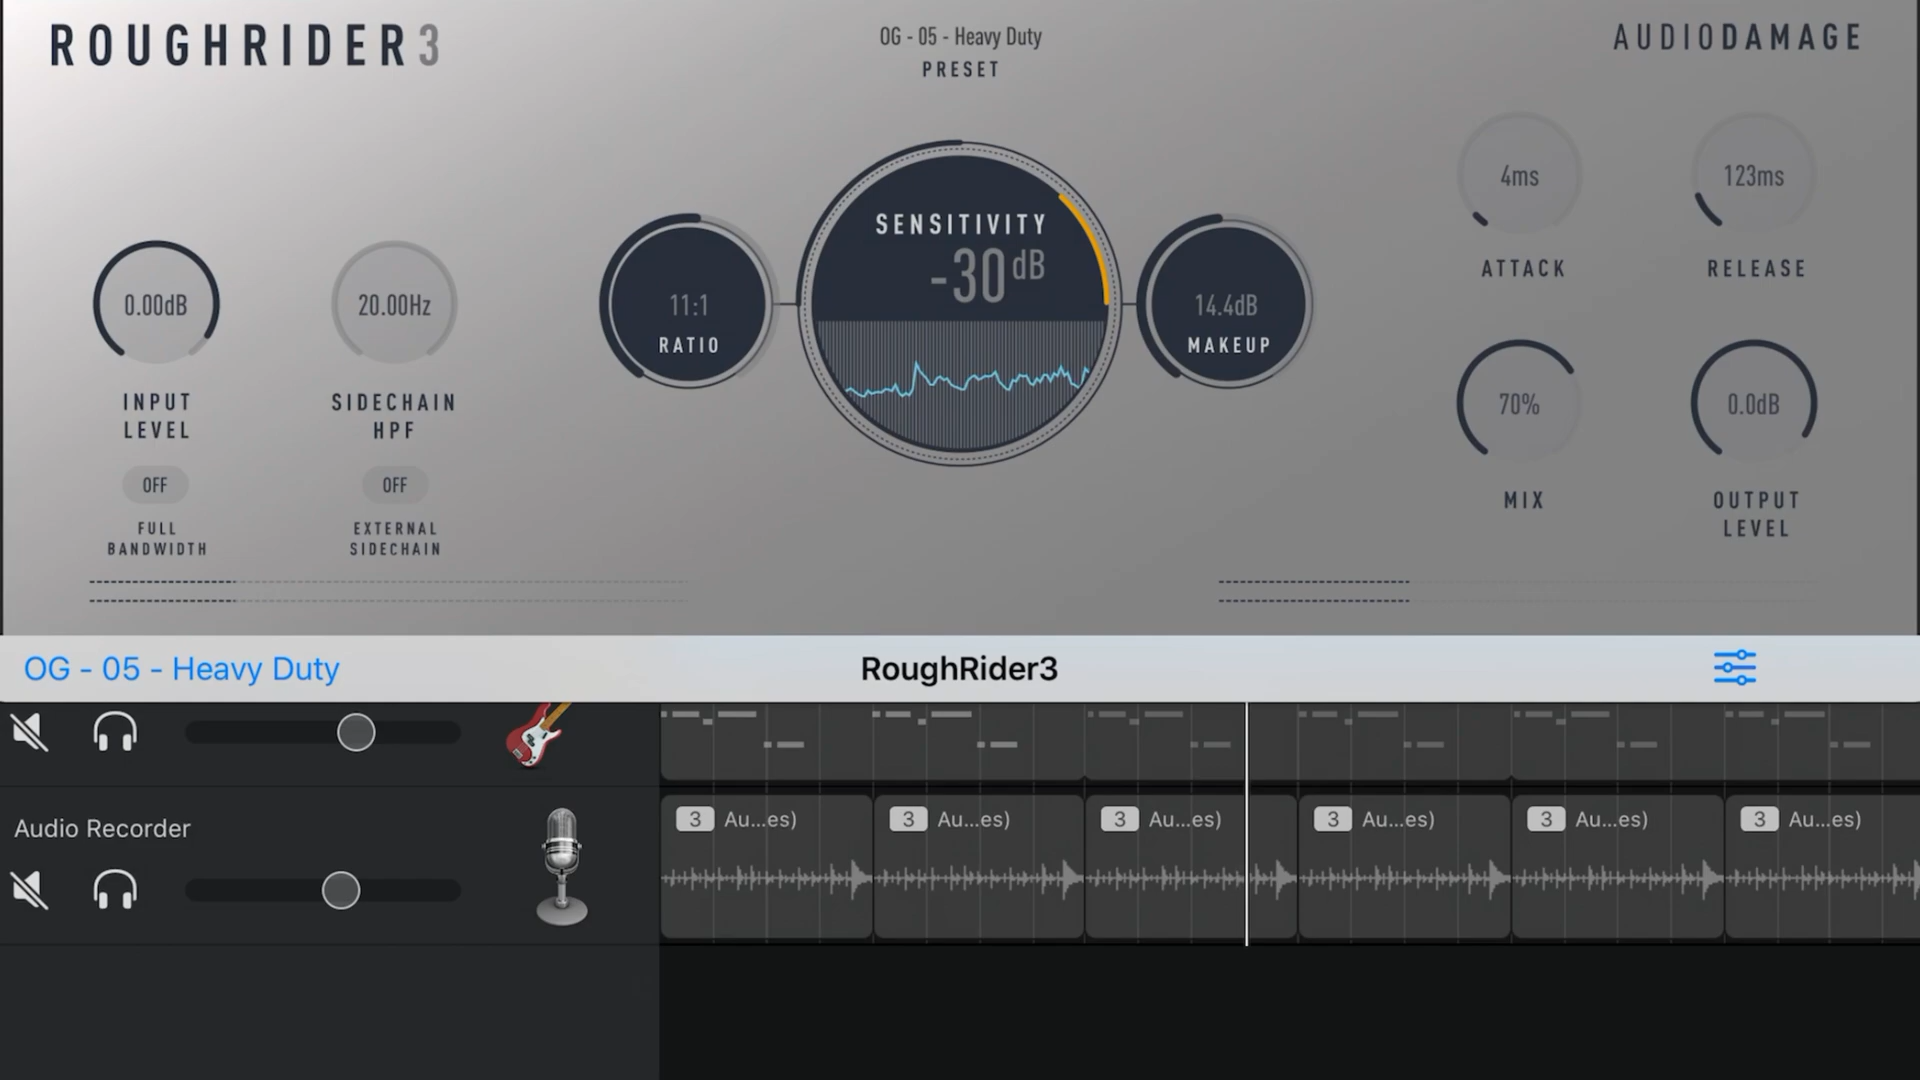 ROUGHRIDER3
OG - 05 - Heavy Duty
PRESET
AUDIODAMAGE
4ms
ATTACK
123ms
RELEASE
SENSITIVITY
-30dB
0.00dB
INPUT
LEVEL
20.00Hz
SIDECHAIN
HPF
11:1
RATIO
14.4dB
MAKEUP
70%
MIX
0.0dB
OUTPUT
LEVEL
OFF
FULL
BANDWIDTH
OFF
EXTERNAL
SIDECHAIN
OG - 05 - Heavy Duty
RoughRider3
Audio Recorder
3 Au...es)
3 Au...es)
3 Au...es)
3 Au...es)
3 Au...es)
3 Au...es)